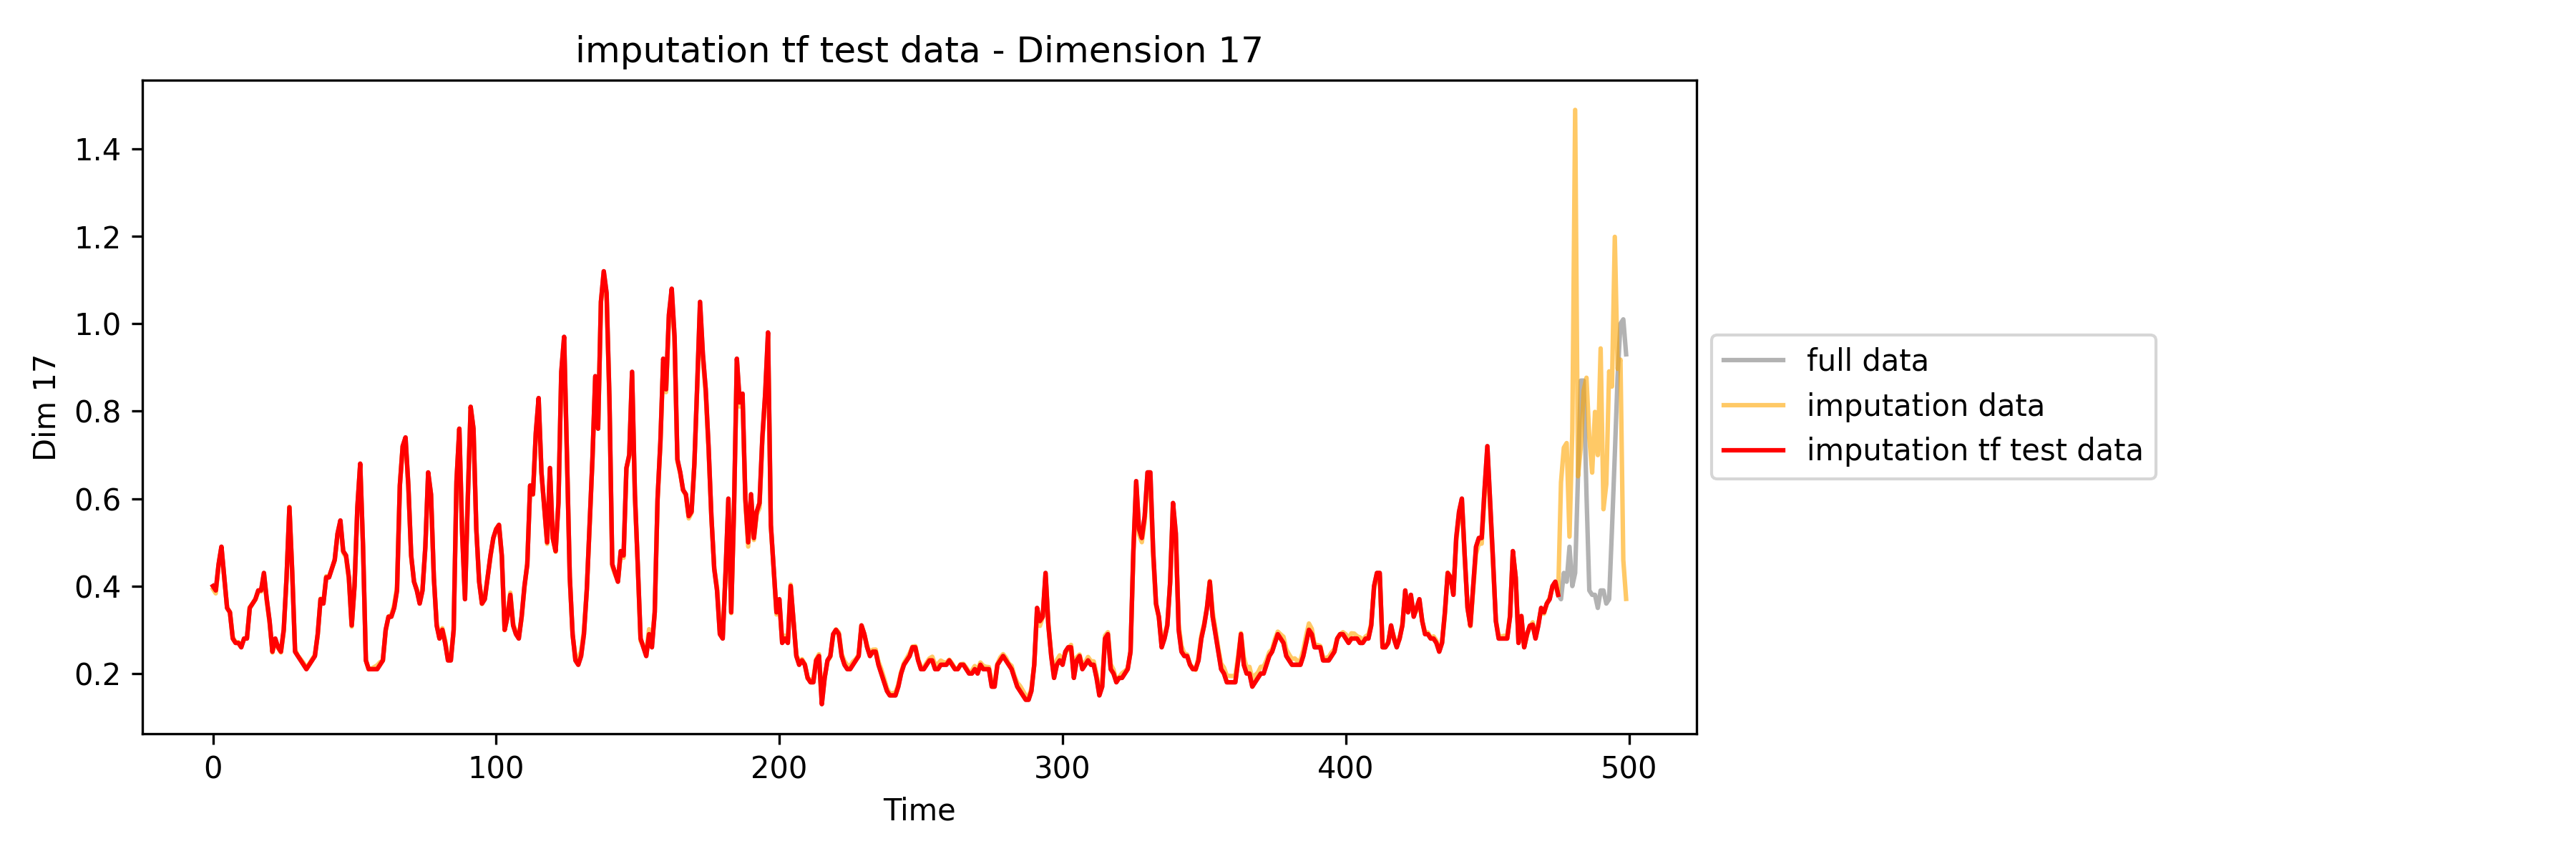 imputation tf test data - Dimension 17
Dim 17
1.4
1.2
1.0
0.8
0.6
0.4
0.2
0 100 200 300 400 500
Time
full data
imputation data
imputation tf test data